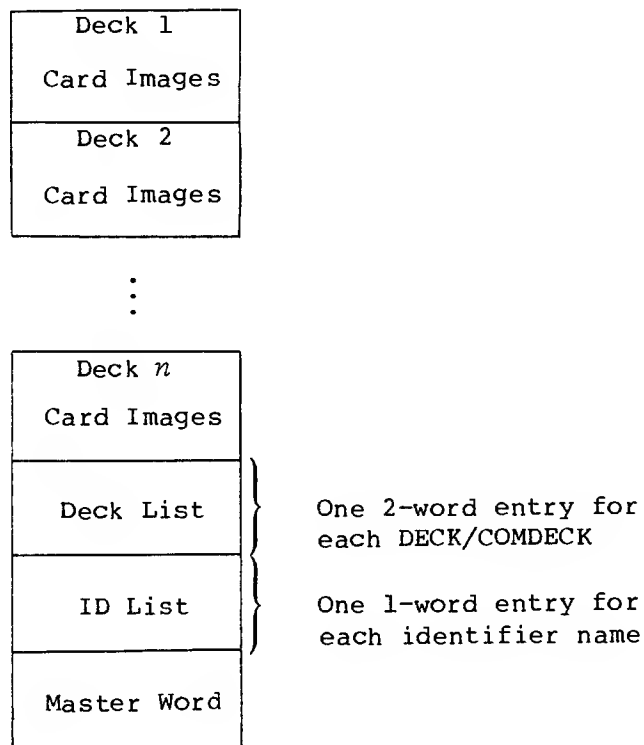 Deck 1
Card Images
Deck 2
Card Images
Deck n
Card Images
Deck List
One 2-word entry for
each DECK/COMDECK
ID List
One 1-word entry for
each identifier name
Master Word